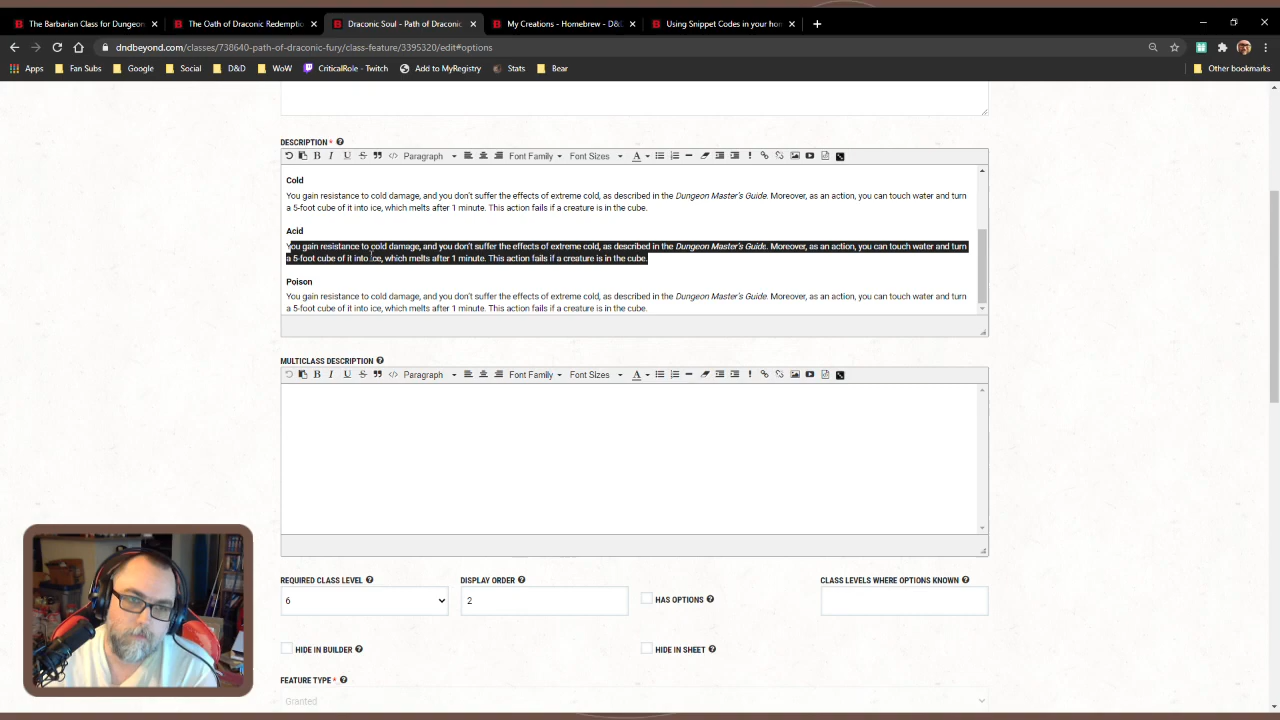 The Barbarian Class for Dungeon
The Oath of Draconic Redemption
Draconic Soul - Path of Draconic
My Creations - Homebrew - D&D
Using Snippet Codes in your hom
dndbeyond.com/classes/738640-path-of-draconic-fury/class-feature/3395320/edit#options
Apps
Fan Subs
Google
Social
D&D
WoW
CriticalRole - Twitch
Add to MyRegistry
Stats
Bear
Other bookmarks
DESCRIPTION *
Paragraph
Font Family
Font Sizes
Cold
You gain resistance to cold damage, and you don't suffer the effects of extreme cold, as described in the Dungeon Master's Guide. Moreover, as an action, you can touch water and turn
a 5-foot cube of it into ice, which melts after 1 minute. This action fails if a creature is in the cube.
Acid
You gain resistance to cold damage, and you don't suffer the effects of extreme cold, as described in the Dungeon Master's Guide. Moreover, as an action, you can touch water and turn
a 5-foot cube of it into ice, which melts after 1 minute. This action fails if a creature is in the cube.
Poison
You gain resistance to cold damage, and you don't suffer the effects of extreme cold, as described in the Dungeon Master's Guide. Moreover, as an action, you can touch water and turn
a 5-foot cube of it into ice, which melts after 1 minute. This action fails if a creature is in the cube.
MULTICLASS DESCRIPTION
Paragraph
Font Family
Font Sizes
REQUIRED CLASS LEVEL
DISPLAY ORDER
CLASS LEVELS WHERE OPTIONS KNOWN
6
2
HAS OPTIONS
HIDE IN BUILDER
HIDE IN SHEET
FEATURE TYPE *
Granted